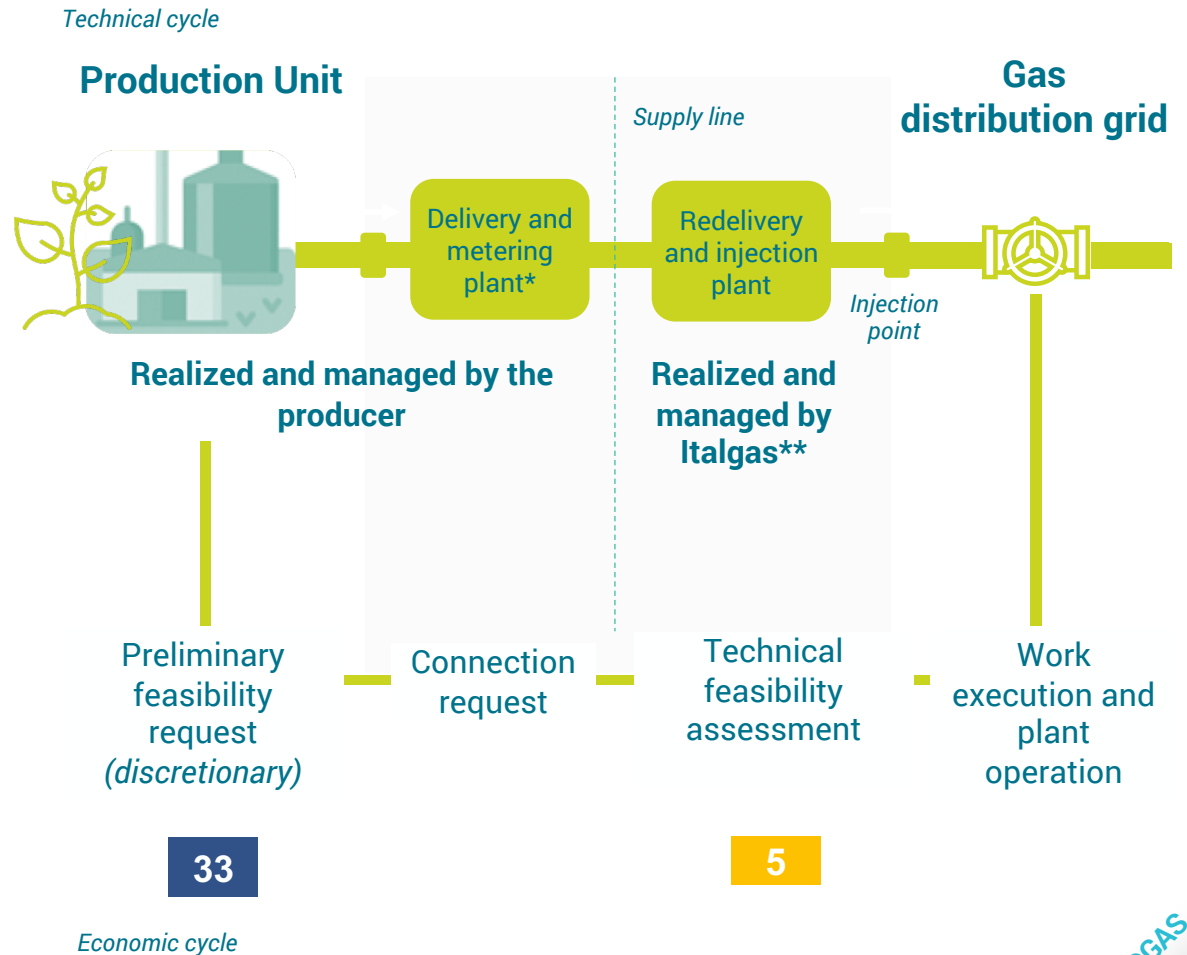 Technical cycle
Production Unit
Gas
distribution grid
Supply line
Delivery and
metering
plant*
Redelivery
and injection
plant
Injection
point
Realized and managed by the
producer
Realized and
managed by
Italgas**
Preliminary
feasibility
request
(discretionary)
Connection
request
Technical
feasibility
assessment
Work
execution and
plant
operation
33
5
Economic cycle